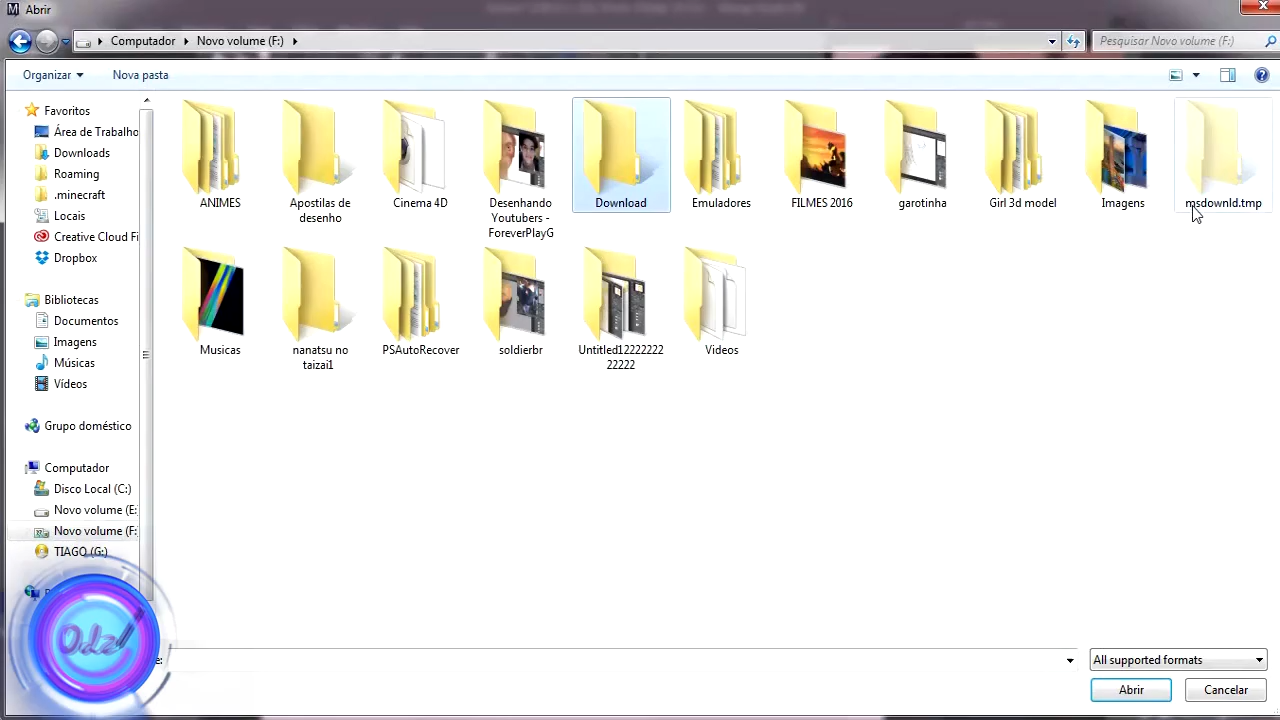 Abrir
Computador Novo volume (F:)
Pesquisar Novo volume (F:)
Organizar
Nova pasta
Favoritos
Área de Trabalho
Downloads
Roaming
.minecraft
Locais
Creative Cloud Fi
Dropbox
Bibliotecas
Documentos
Imagens
Músicas
Vídeos
Grupo doméstico
Computador
Disco Local (C:)
Novo volume (E:
Novo volume (F:
TIAGO (G:)
ANIMES
Apostilas de
desenho
Cinema 4D
Desenhando
Youtubers -
ForeverPlayG
Download
Emuladores
FILMES 2016
garotinha
Girl 3d model
Imagens
msdownld.tmp
Musicas
nanatsu no
taizai1
PSAutoRecover
soldierbr
Untitled12222222
22222
Videos
e:
All supported formats
Abrir
Cancelar